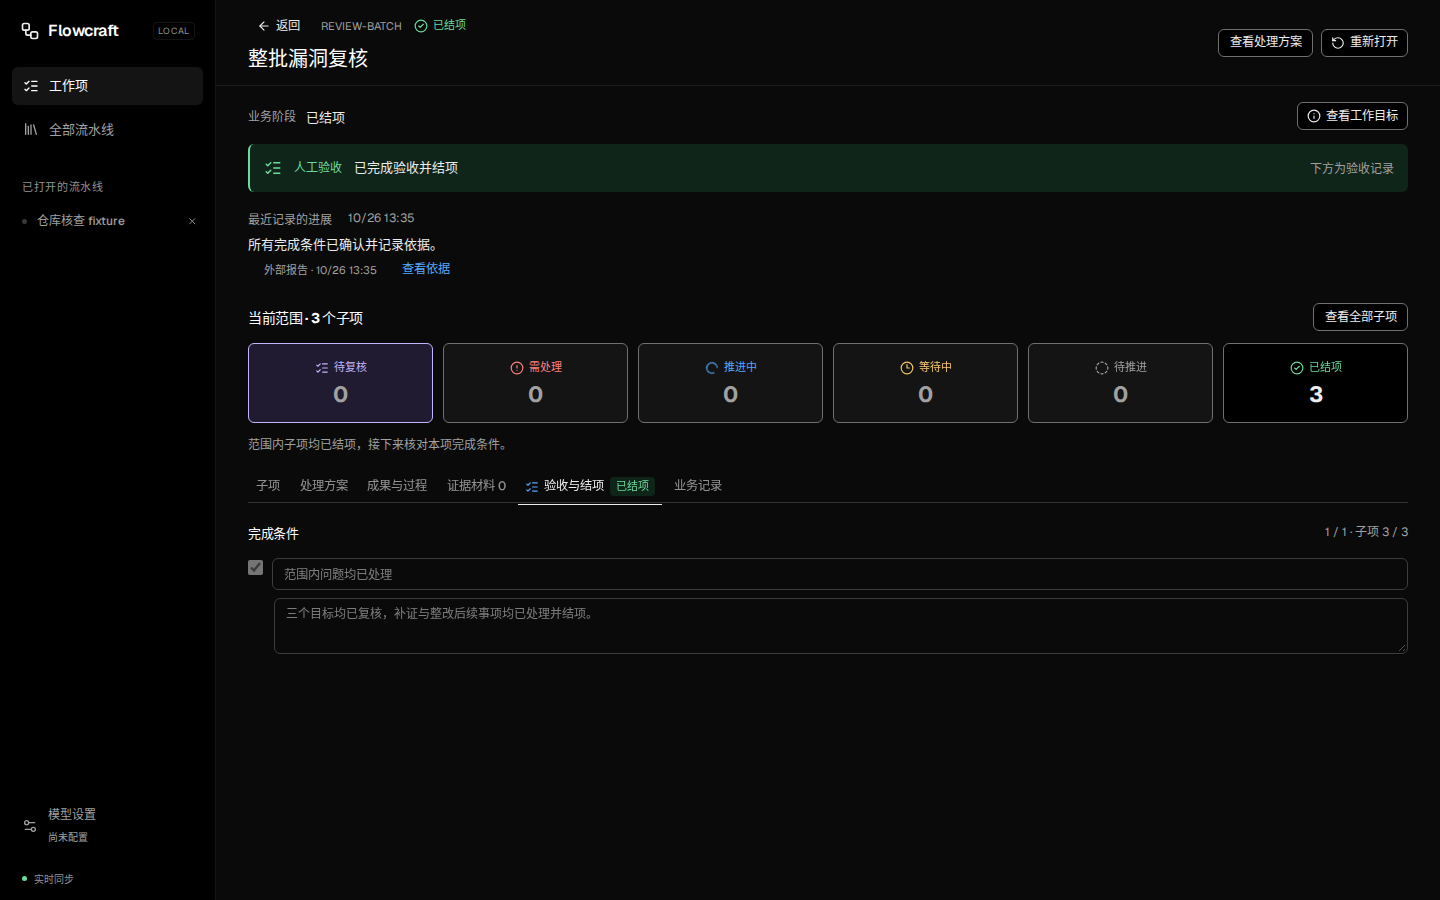 Flowcraft LOCAL
工作项
全部流水线
已打开的流水线
仓库核查 fixture
模型设置
尚未配置
实时同步
返回 REVIEW-BATCH 已结项
整批漏洞复核
查看处理方案 重新打开
业务阶段 已结项 查看工作目标
人工验收 已完成验收并结项 下方为验收记录
最近记录的进展 10/26 13:35
所有完成条件已确认并记录依据。
外部报告 · 10/26 13:35 查看依据
当前范围 · 3 个子项 查看全部子项
待复核 需处理 推进中 等待中 待推进 已结项
0 0 0 0 0 3
范围内子项均已结项，接下来核对本项完成条件。
子项 处理方案 成果与过程 证据材料 0 验收与结项 已结项 业务记录
完成条件 1 / 1 · 子项 3 / 3
范围内问题均已处理
三个目标均已复核，补证与整改后续事项均已处理并结项。